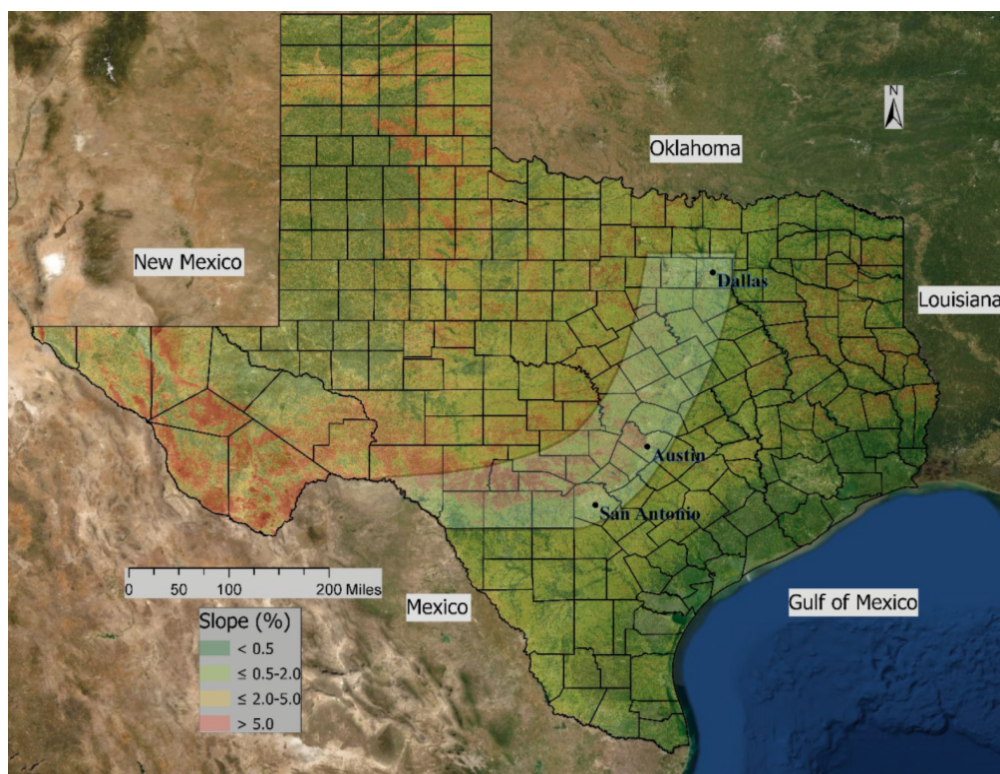 N
Oklahoma
New Mexico
Dallas
Louisiana
Austin
San Antonio
0 50 100 200 Miles
Mexico
Gulf of Mexico
Slope (%)
< 0.5
≤ 0.5-2.0
≤ 2.0-5.0
> 5.0